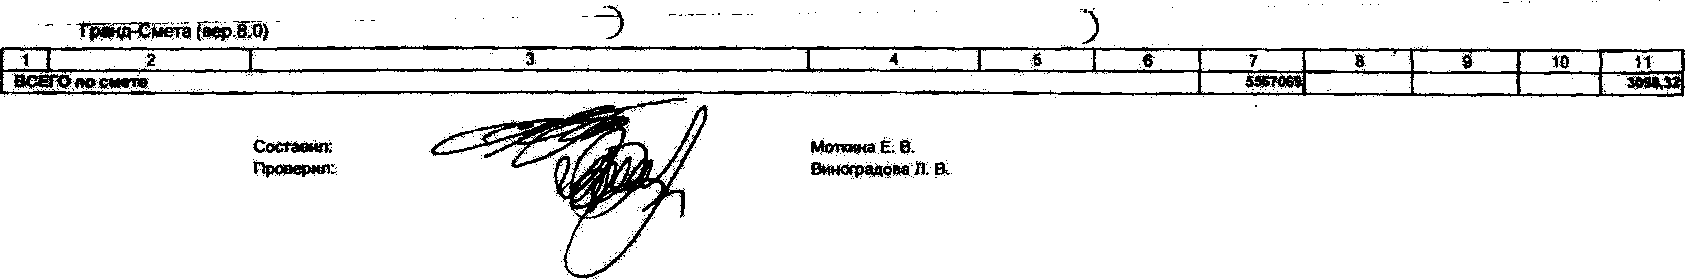 Гранд-Смета (вер.8.0)
1 2 3 4 5 6 7 8 9 10 11
ВСЕГО по смете 5567069 3098,32
Составил: Моткина Е. В.
Проверил: Виноградова Л. В.